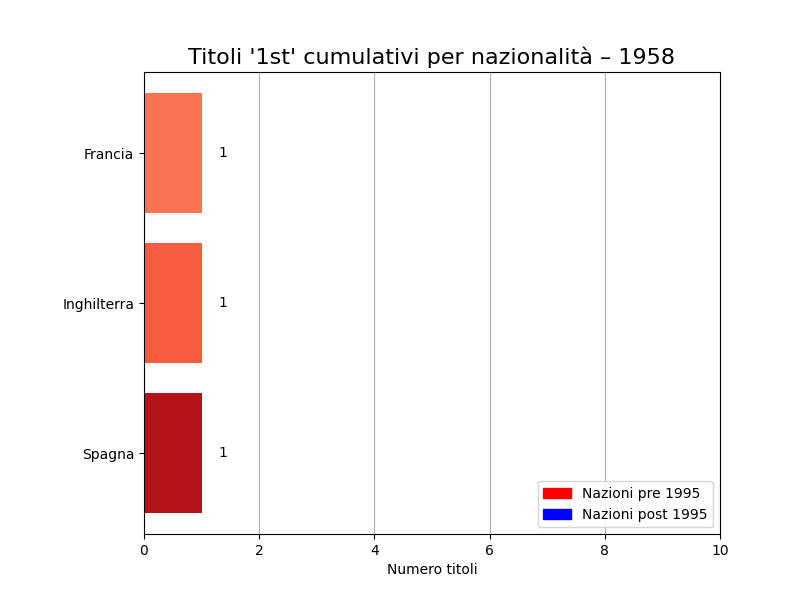 Titoli '1st' cumulativi per nazionalità – 1958
Francia
1
Inghilterra
1
Spagna
1
Nazioni pre 1995
Nazioni post 1995
0 2 4 6 8 10
Numero titoli